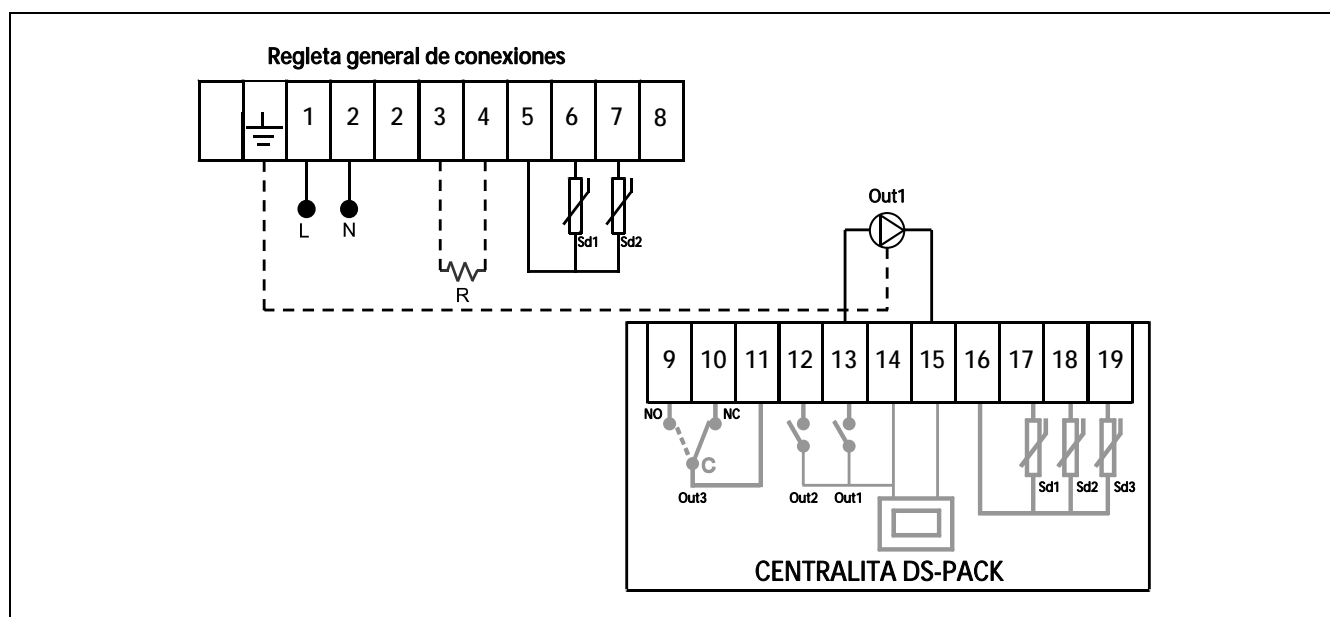 Regleta general de conexiones
1 2 2 3 4 5 6 7 8
L N
Sd1 Sd2
R
Out1
9 10 11 12 13 14 15 16 17 18 19
NO NC
C
Out3 Out2 Out1
Sd1 Sd2 Sd3
CENTRALITA DS-PACK